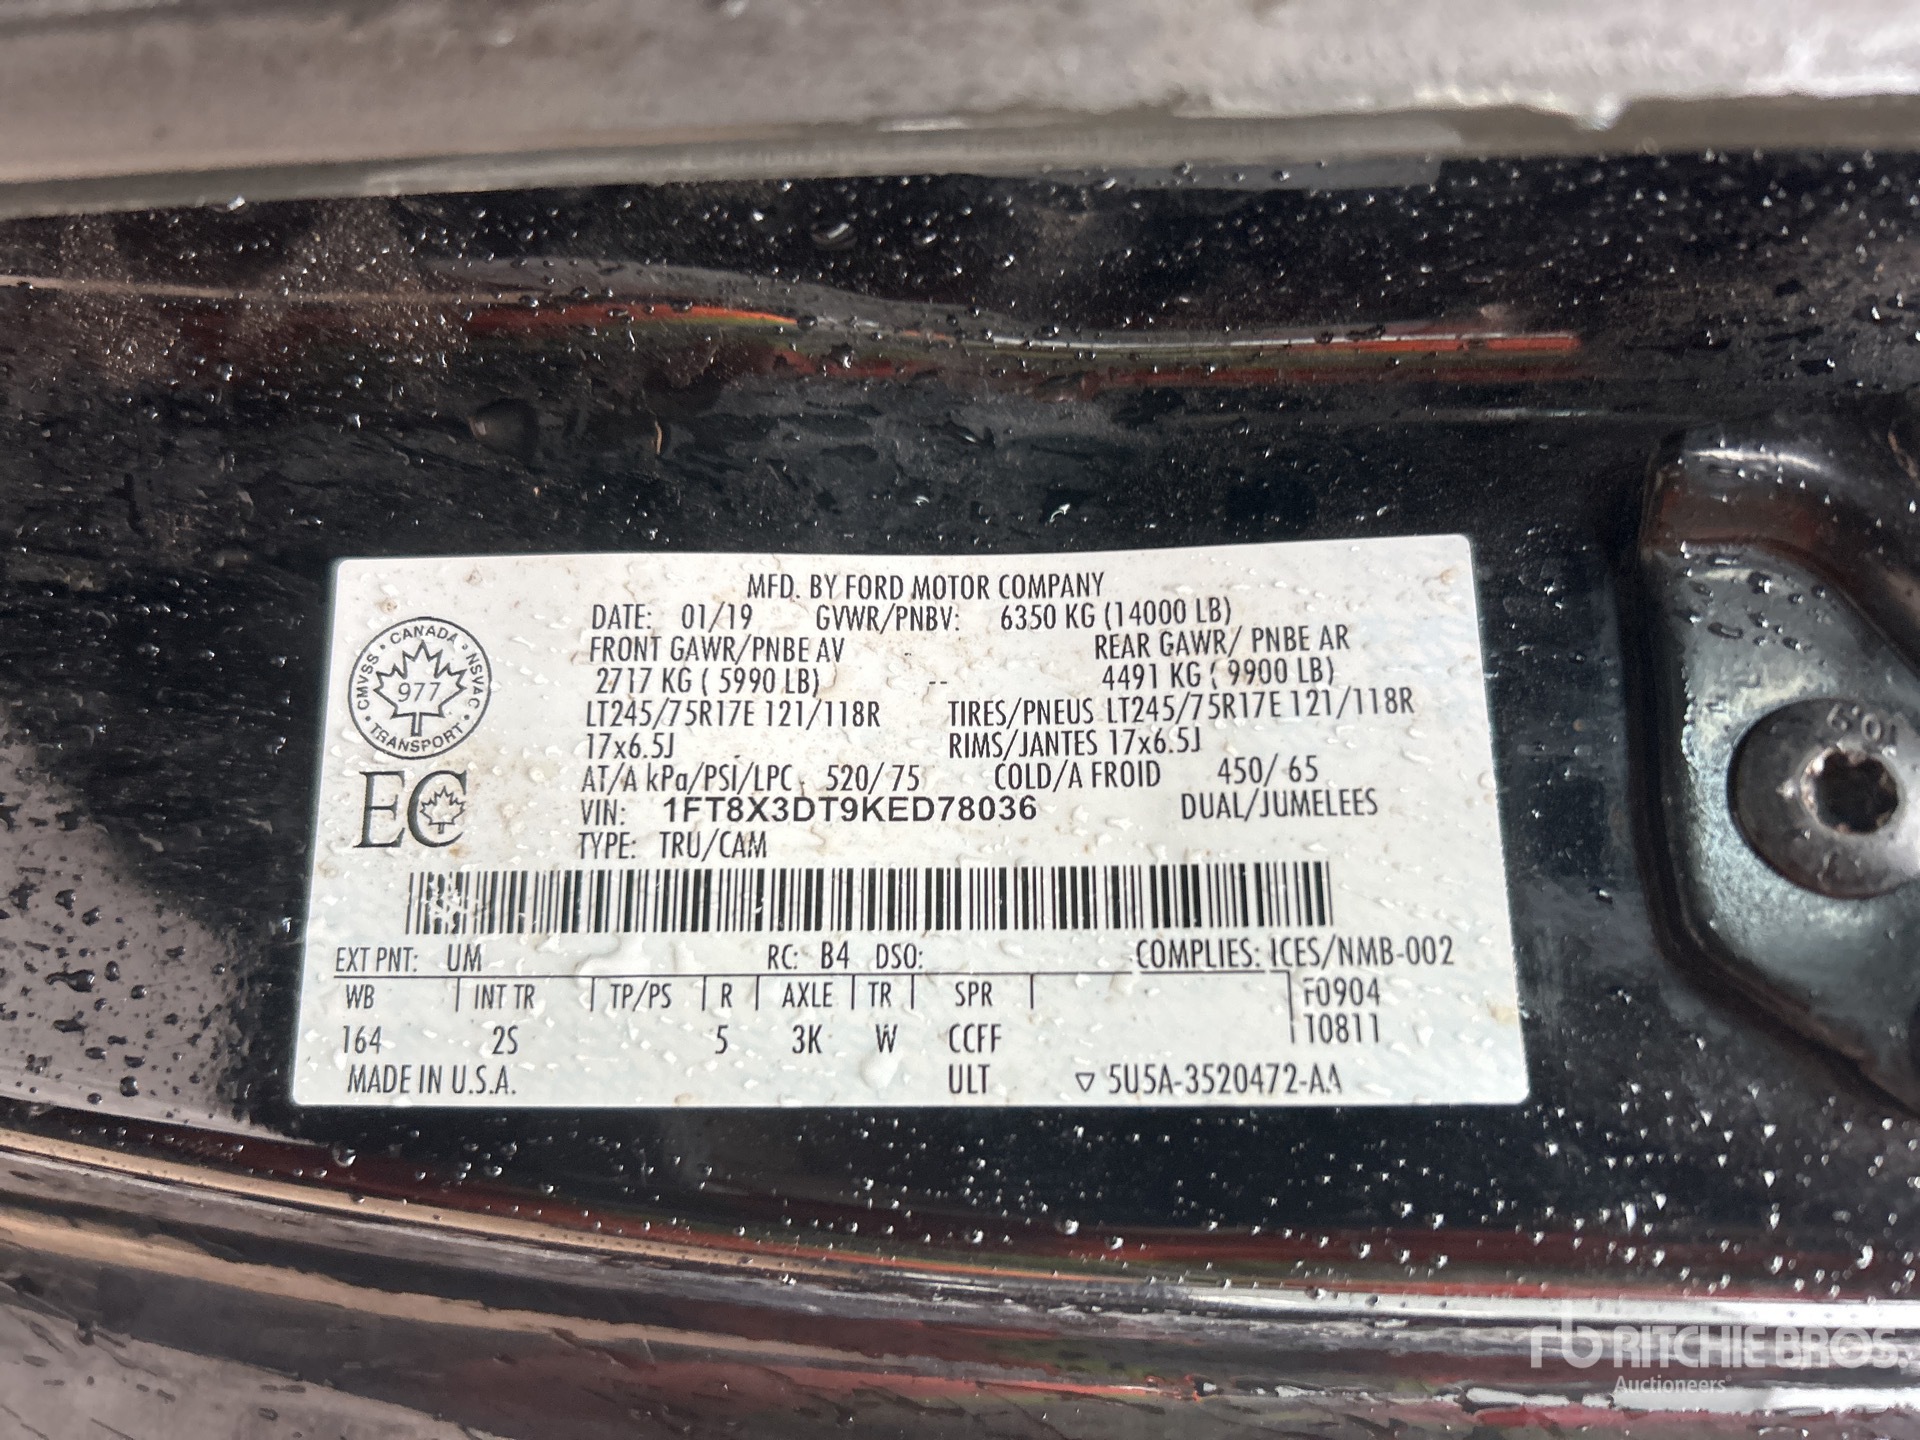 MFD. BY FORD MOTOR COMPANY
DATE: 01/19 GVWR/PNBV: 6350 KG (14000 LB)
FRONT GAWR/PNBE AV REAR GAWR/ PNBE AR
2717 KG ( 5990 LB) -- 4491 KG ( 9900 LB)
LT245/75R17E 121/118R TIRES/PNEUS LT245/75R17E 121/118R
17x6.5J RIMS/JANTES 17x6.5J
AT/A kPa/PSI/LPC 520/ 75 COLD/A FROID 450/ 65
VIN: 1FT8X3DT9KED78036 DUAL/JUMELEES
TYPE: TRU/CAM
CANADA
CMVSS 977 NSVAC
TRANSPORT
EC
EXT PNT: UM RC: B4 DSO: COMPLIES: ICES/NMB-002
WB | INT TR | TP/PS | R | AXLE | TR | SPR | F0904
164 2S 5 3K W CCFF 10811
MADE IN U.S.A. ULT ▽ 5U5A-3520472-AA
10.9
rb RITCHIE BROS.
Auctioneers